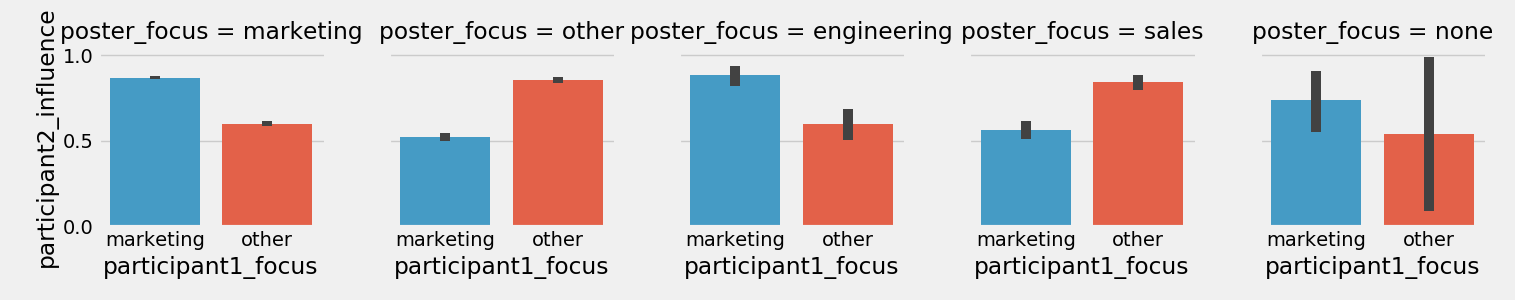 poster_focus = marketing
poster_focus = other
poster_focus = engineering
poster_focus = sales
poster_focus = none
participant2_influence
1.0
0.5
0.0
marketing other
marketing other
marketing other
marketing other
marketing other
participant1_focus
participant1_focus
participant1_focus
participant1_focus
participant1_focus